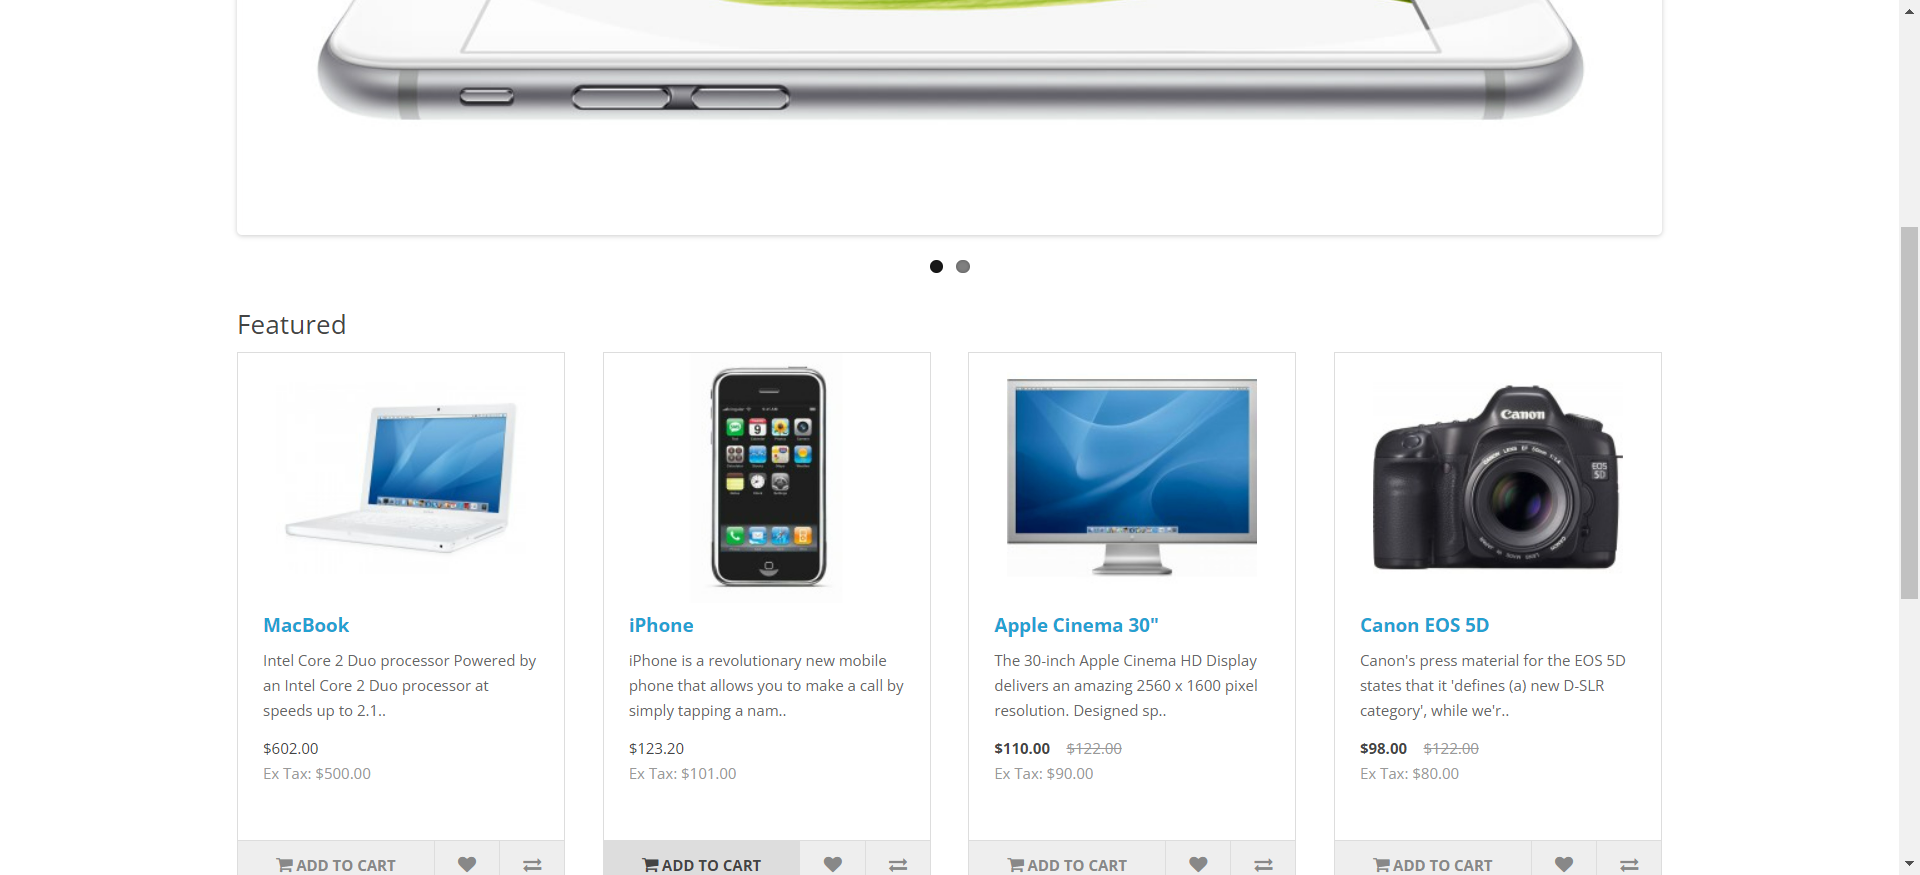 Featured
Canon
EOS
5D
MacBook
Intel Core 2 Duo processor Powered by
an Intel Core 2 Duo processor at
speeds up to 2.1..
$602.00
Ex Tax: $500.00
ADD TO CART
iPhone
iPhone is a revolutionary new mobile
phone that allows you to make a call by
simply tapping a nam..
$123.20
Ex Tax: $101.00
ADD TO CART
Apple Cinema 30"
The 30-inch Apple Cinema HD Display
delivers an amazing 2560 x 1600 pixel
resolution. Designed sp..
$110.00 $122.00
Ex Tax: $90.00
ADD TO CART
Canon EOS 5D
Canon's press material for the EOS 5D
states that it 'defines (a) new D-SLR
category', while we'r..
$98.00 $122.00
Ex Tax: $80.00
ADD TO CART